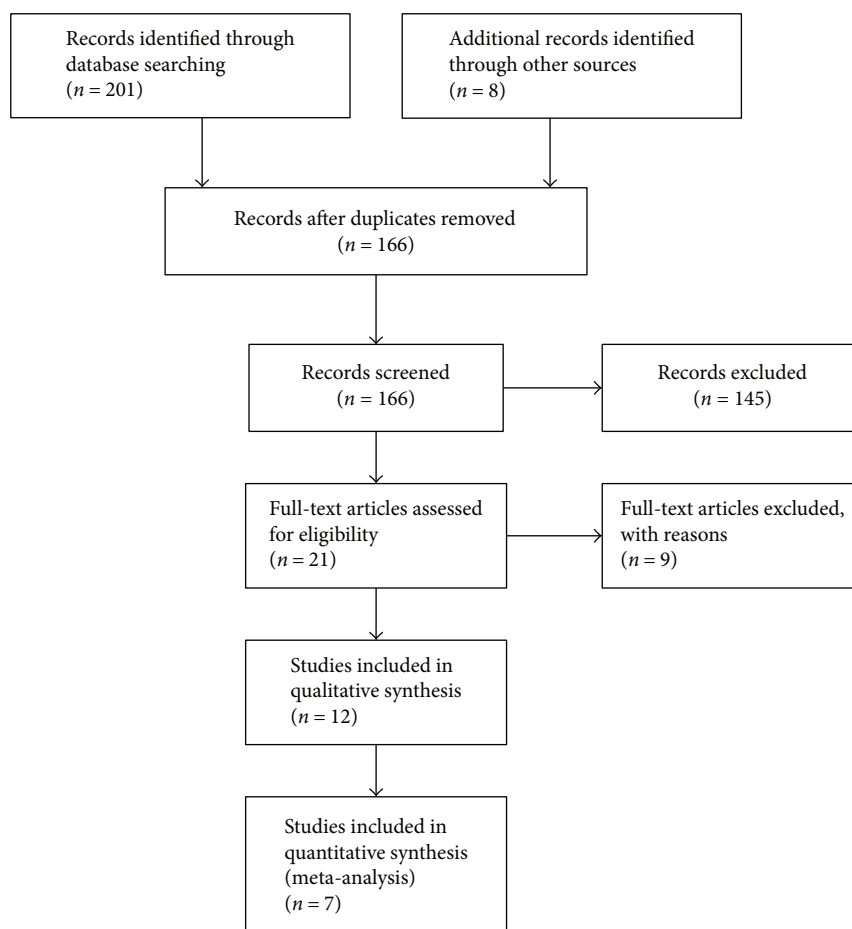 Records identified through
database searching
(n = 201)
Additional records identified
through other sources
(n = 8)
Records after duplicates removed
(n = 166)
Records screened
(n = 166)
Records excluded
(n = 145)
Full-text articles assessed
for eligibility
(n = 21)
Full-text articles excluded,
with reasons
(n = 9)
Studies included in
qualitative synthesis
(n = 12)
Studies included in
quantitative synthesis
(meta-analysis)
(n = 7)